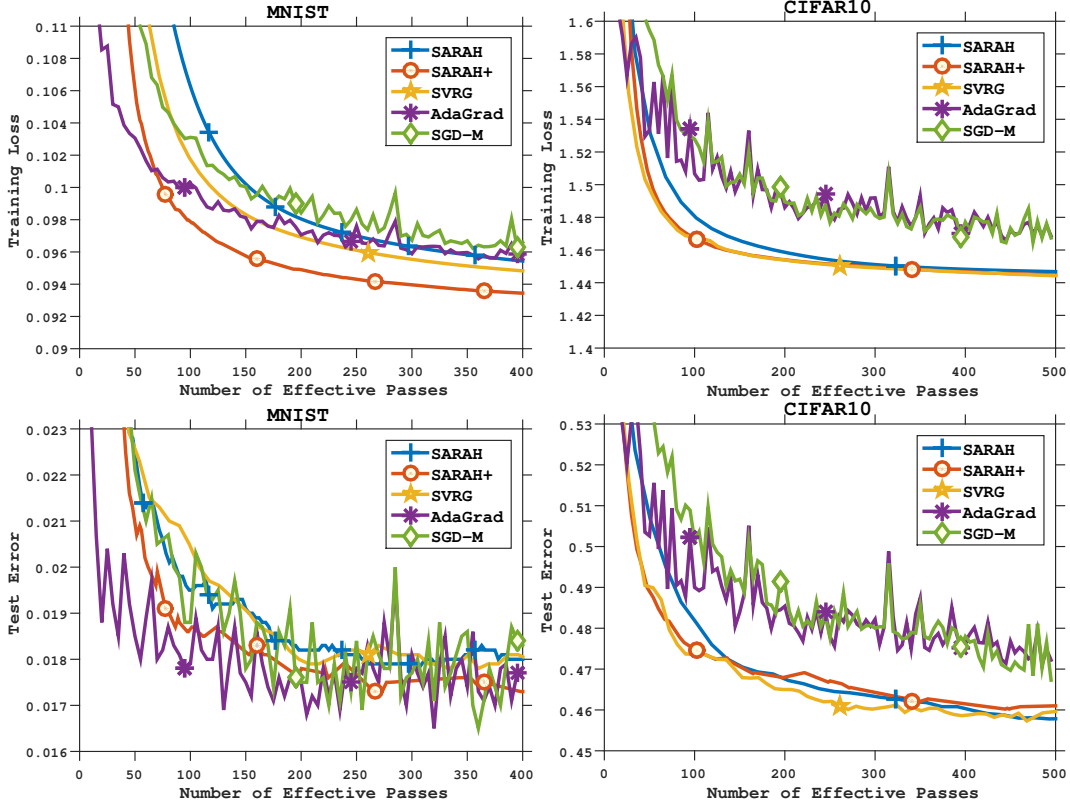 MNIST
0.11
0.108
0.106
0.104
0.102
0.1
0.098
0.096
0.094
0.092
0.09
Training Loss
SARAH
SARAH+
SVRG
AdaGrad
SGD-M
0 50 100 150 200 250 300 350 400
Number of Effective Passes
CIFAR10
1.6
1.58
1.56
1.54
1.52
1.5
1.48
1.46
1.44
1.42
1.4
Training Loss
SARAH
SARAH+
SVRG
AdaGrad
SGD-M
0 100 200 300 400 500
Number of Effective Passes
MNIST
0.023
0.022
0.021
0.02
0.019
0.018
0.017
0.016
Test Error
SARAH
SARAH+
SVRG
AdaGrad
SGD-M
0 50 100 150 200 250 300 350 400
Number of Effective Passes
CIFAR10
0.53
0.52
0.51
0.5
0.49
0.48
0.47
0.46
0.45
Test Error
SARAH
SARAH+
SVRG
AdaGrad
SGD-M
0 100 200 300 400 500
Number of Effective Passes